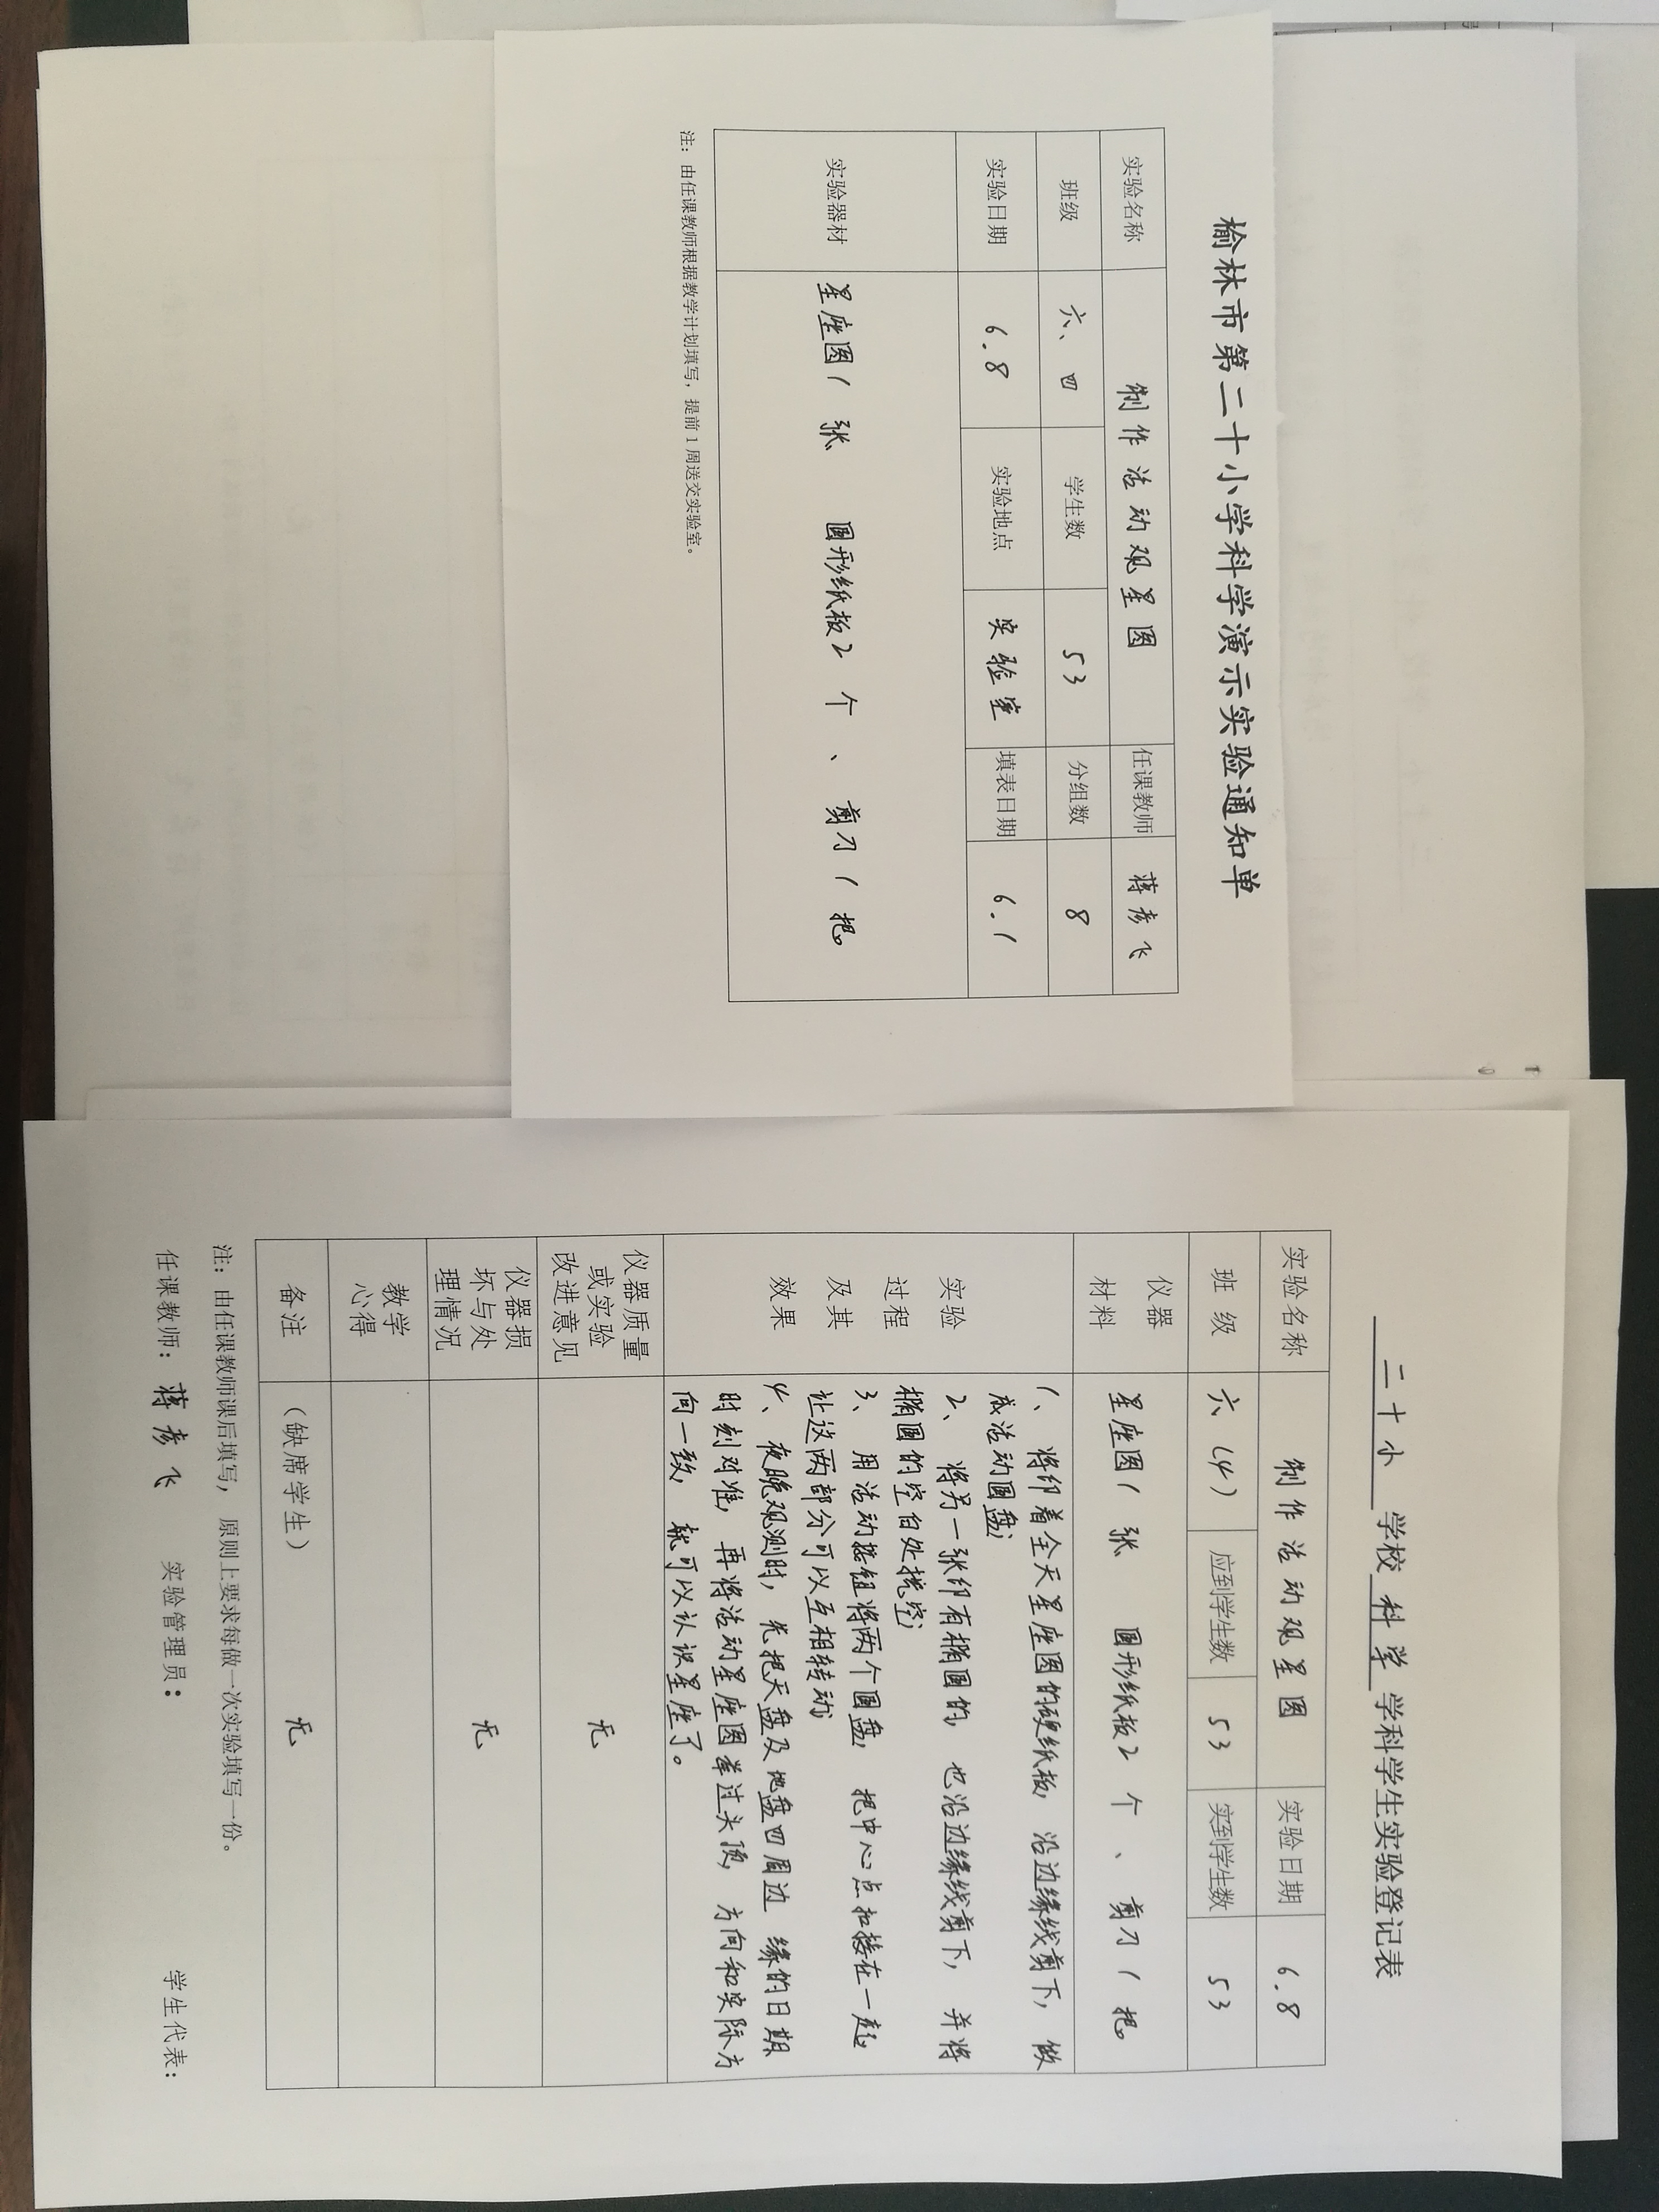 榆林市第二十小学科学演示实验通知单
实验名称 制作活动观星图 任课教师 蒋彦飞
班级 六、四 学生数 53 分组数 8
实验日期 6.8 实验地点 实验室 填表日期 6.1
实验器材 星座图1张 圆形纸板2个、剪刀1把
注：由任课教师根据教学计划填写，提前1周送交实验室。
二十小 学校 科学 学科学生实验登记表
实验名称 制作活动观星图 实验日期 6.8
班级 六（4） 应到学生数 53 实到学生数 53
仪器
材料
星座图1张 圆形纸板2个、剪刀1把
实验
过程
及其
效果
1、将印着全天星座图的硬纸板，沿边缘线剪下，做
成活动圆盘；
2、将另一张印有椭圆的，也沿边缘线剪下，并将
椭圆的空白处挖空；
3、用活动按钮将两个圆盘，把中心点扣接在一起，
让这两部分可以互相转动；
4、夜晚观测时，先把天盘及地盘四周边缘的日期
时刻对准，再将活动星座图举过头顶，方向和实际方
向一致，就可以认识星座了。
仪器质量
或实验
改进意见
无
仪器损
坏与处
理情况
无
教学
心得
备注 （缺席学生） 无
注：由任课教师课后填写，原则上要求每做一次实验填写一份。
任课教师：蒋彦飞 实验管理员： 学生代表：